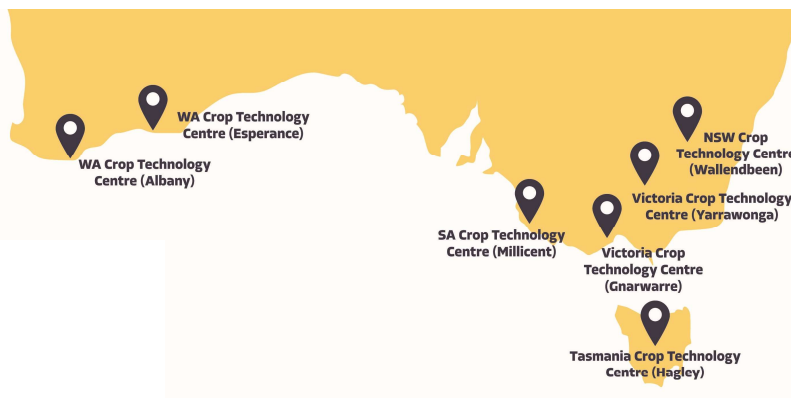 WA Crop Technology
Centre (Esperance)
WA Crop Technology
Centre (Albany)
NSW Crop
Technology Centre
(Wallendbeen)
Victoria Crop Technology
Centre (Yarrawonga)
SA Crop Technology
Centre (Millicent)
Victoria Crop
Technology Centre
(Gnarwarre)
Tasmania Crop Technology
Centre (Hagley)